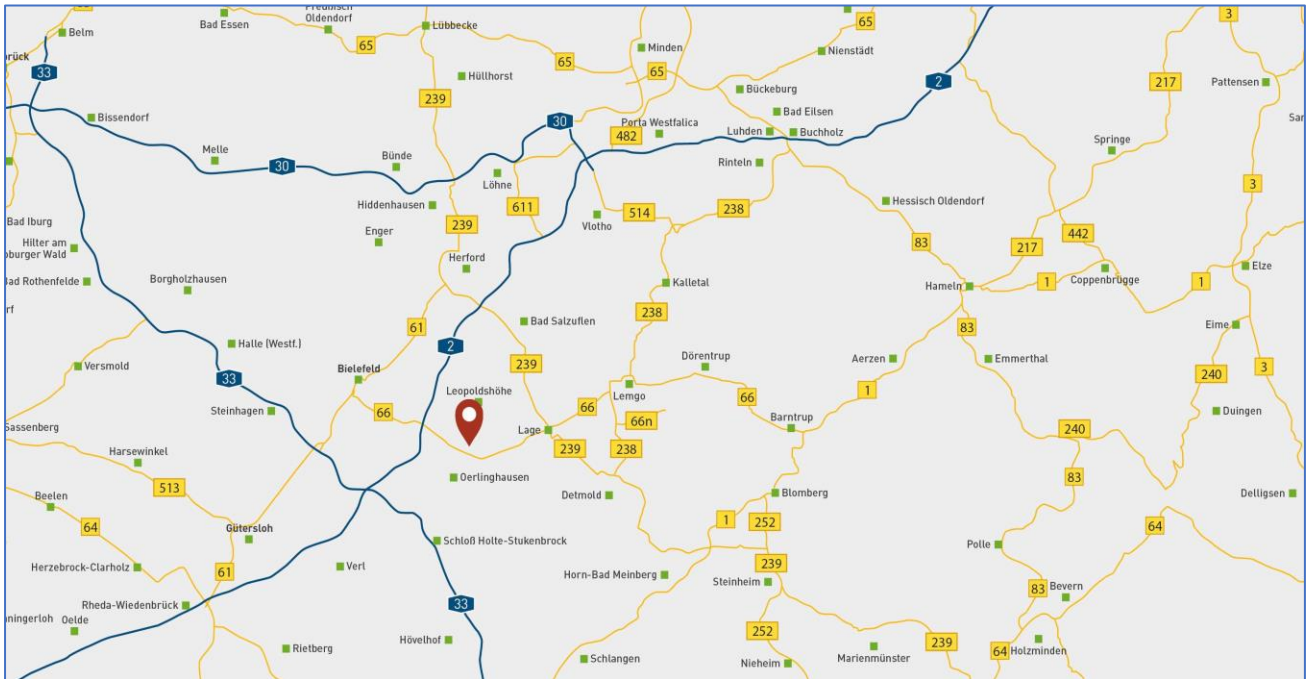 Bad Essen
Oldendorf
Lübbecke
65
3
Belm
65
Minden
Nienstädt
33
Hüllhorst
65
65
2
217
Pattensen
239
Bückeburg
Bissendorf
30
482
Porta Westfalica
Bad Eilsen
Luhden
Buchholz
Springe
Melle
30
Bünde
Löhne
Rinteln
3
Hiddenhausen
611
Vlotho
514
238
Hessisch Oldendorf
Bad Iburg
239
442
Hilter am
Enger
83
217
Herford
Elze
Borgholzhausen
Kalletal
Hameln
1
Coppenbrügge
1
238
61
Bad Salzuflen
83
Eime
Halle (Westf.)
2
Versmold
Bielefeld
239
Dörentrup
Aerzen
Emmerthal
240
3
33
Leopoldshöhe
Lemgo
66
1
Steinhagen
66
66
66n
Duingen
Lage
Barntrup
240
Harsewinkel
239
238
Oerlinghausen
83
513
Beelen
Detmold
Blomberg
Delligsen
64
1
252
64
Gütersloh
Schloß Holte-Stukenbrock
Polle
Herzebrock-Clarholz
61
Verl
Horn-Bad Meinberg
239
Steinheim
83
Bevern
Rheda-Wiedenbrück
33
Oelde
252
Hövelhof
239
64
Holzminden
Rietberg
Schlangen
Nieheim
Marienmünster